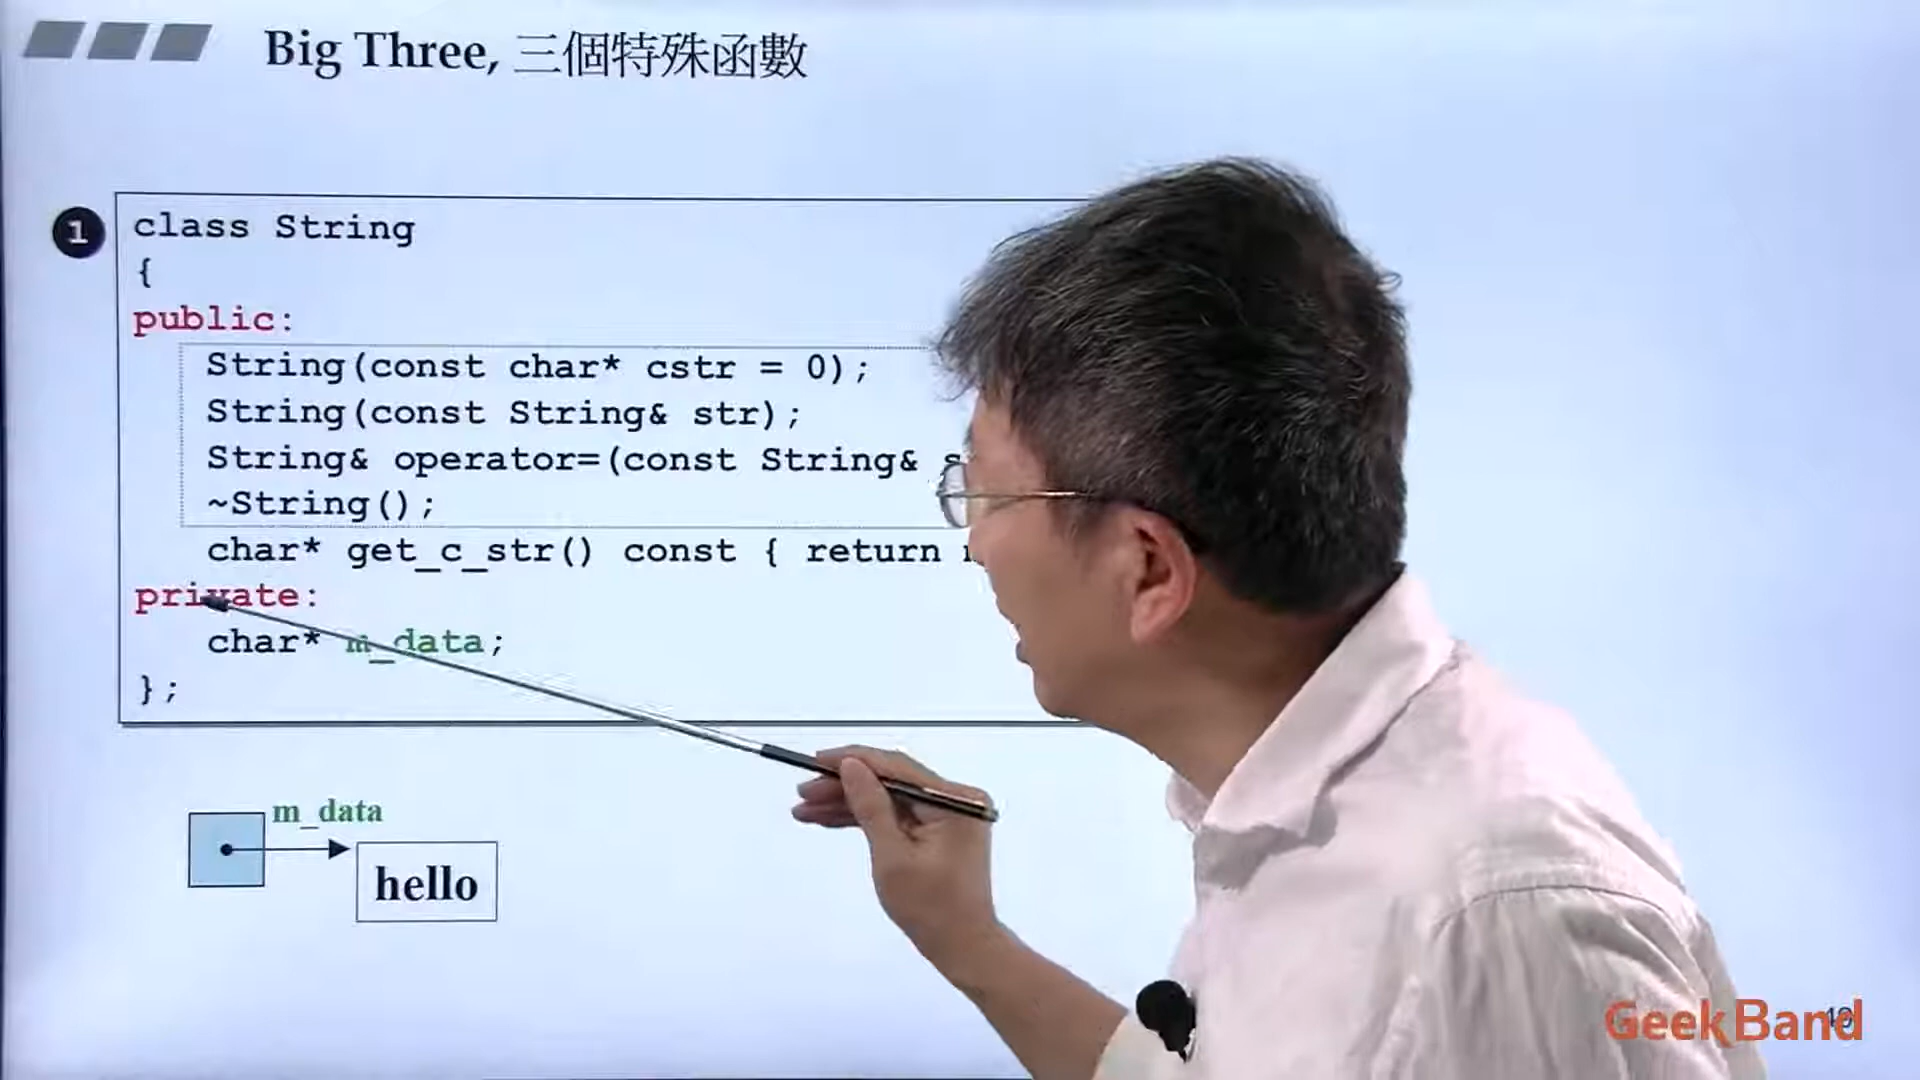 Big Three, 三個特殊函數
1
class String
{
public:
String(const char* cstr = 0);
String(const String& str);
String& operator=(const String& s
~String();
char* get_c_str() const { return
private:
char* m_data;
};
m_data
hello
GeekBand